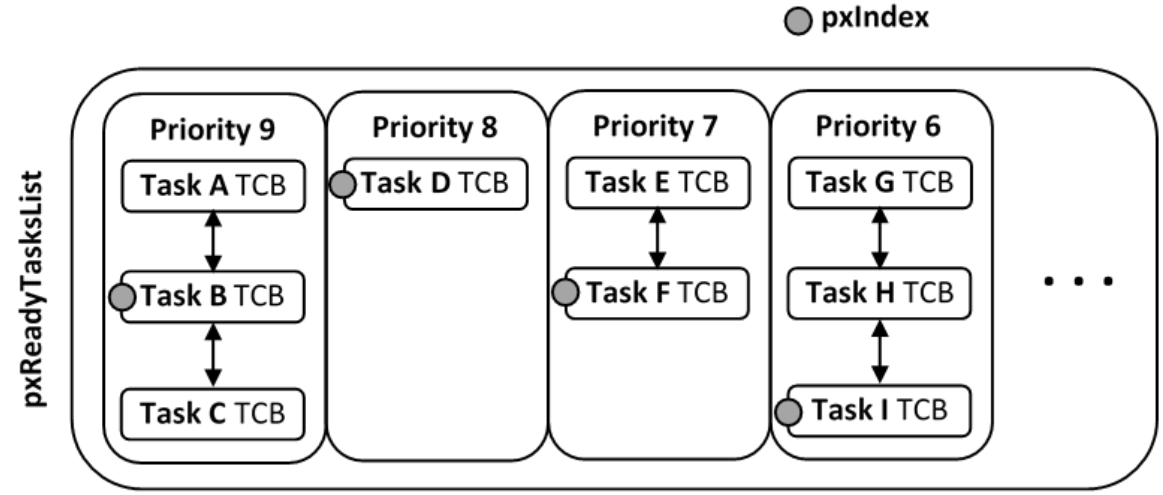 pxIndex
pxReadyTasksList
Priority 9
Task A TCB
Task B TCB
Task C TCB
Priority 8
Task D TCB
Priority 7
Task E TCB
Task F TCB
Priority 6
Task G TCB
Task H TCB
Task I TCB
. . .